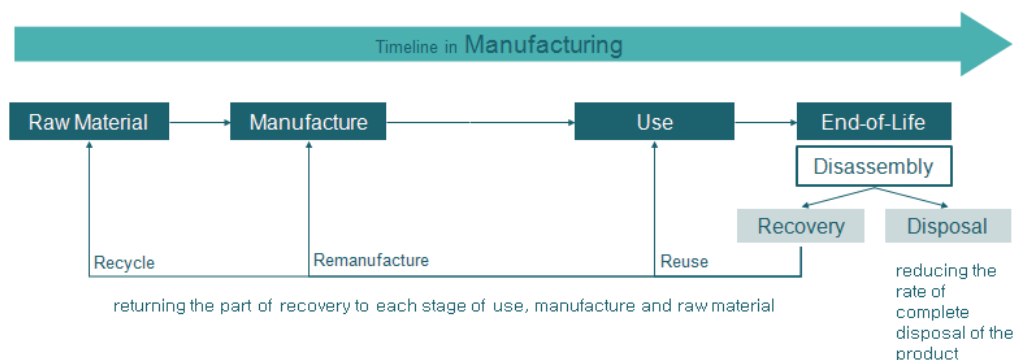 Timeline in Manufacturing
Raw Material
Manufacture
Use
End-of-Life
Disassembly
Recovery
Disposal
Recycle
Remanufacture
Reuse
returning the part of recovery to each stage of use, manufacture and raw material
reducing the
rate of
complete
disposal of the
product